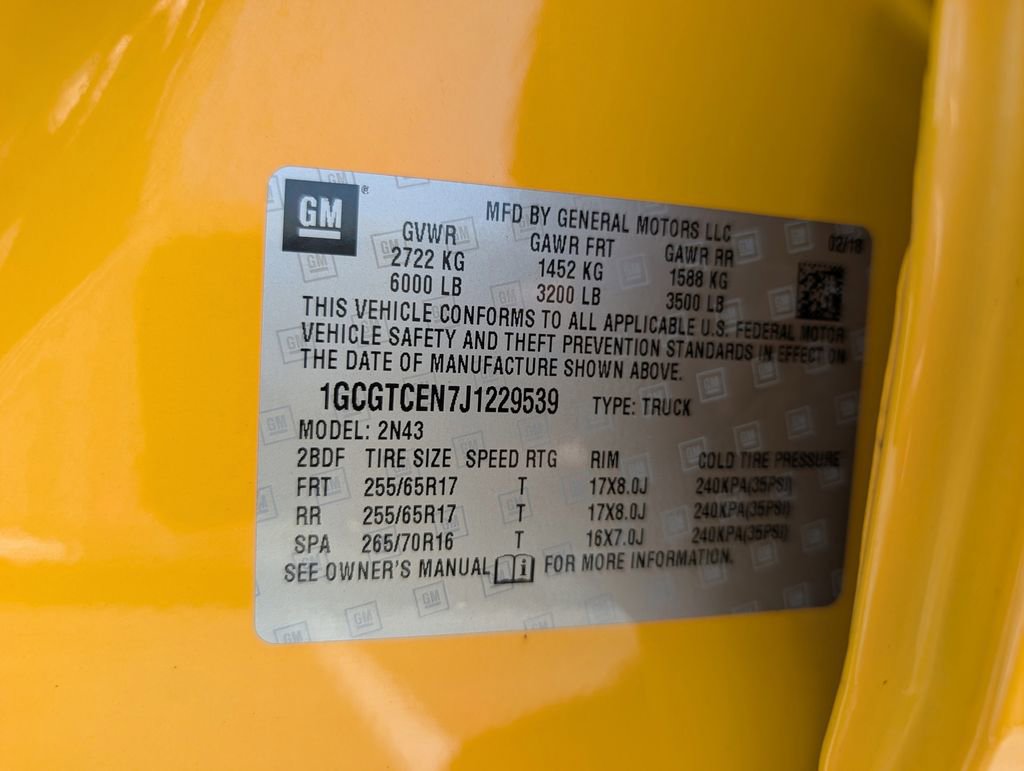 GM ®
MFD BY GENERAL MOTORS LLC 02/18
GVWR GAWR FRT GAWR RR
2722 KG 1452 KG 1588 KG
6000 LB 3200 LB 3500 LB
THIS VEHICLE CONFORMS TO ALL APPLICABLE U.S. FEDERAL MOTOR
VEHICLE SAFETY AND THEFT PREVENTION STANDARDS IN EFFECT ON
THE DATE OF MANUFACTURE SHOWN ABOVE.
1GCGTCEN7J1229539 TYPE: TRUCK
MODEL: 2N43
2BDF TIRE SIZE SPEED RTG RIM COLD TIRE PRESSURE
FRT 255/65R17 T 17X8.0J 240KPA(35PSI)
RR 255/65R17 T 17X8.0J 240KPA(35PSI)
SPA 265/70R16 T 16X7.0J 240KPA(35PSI)
SEE OWNER'S MANUAL i FOR MORE INFORMATION.